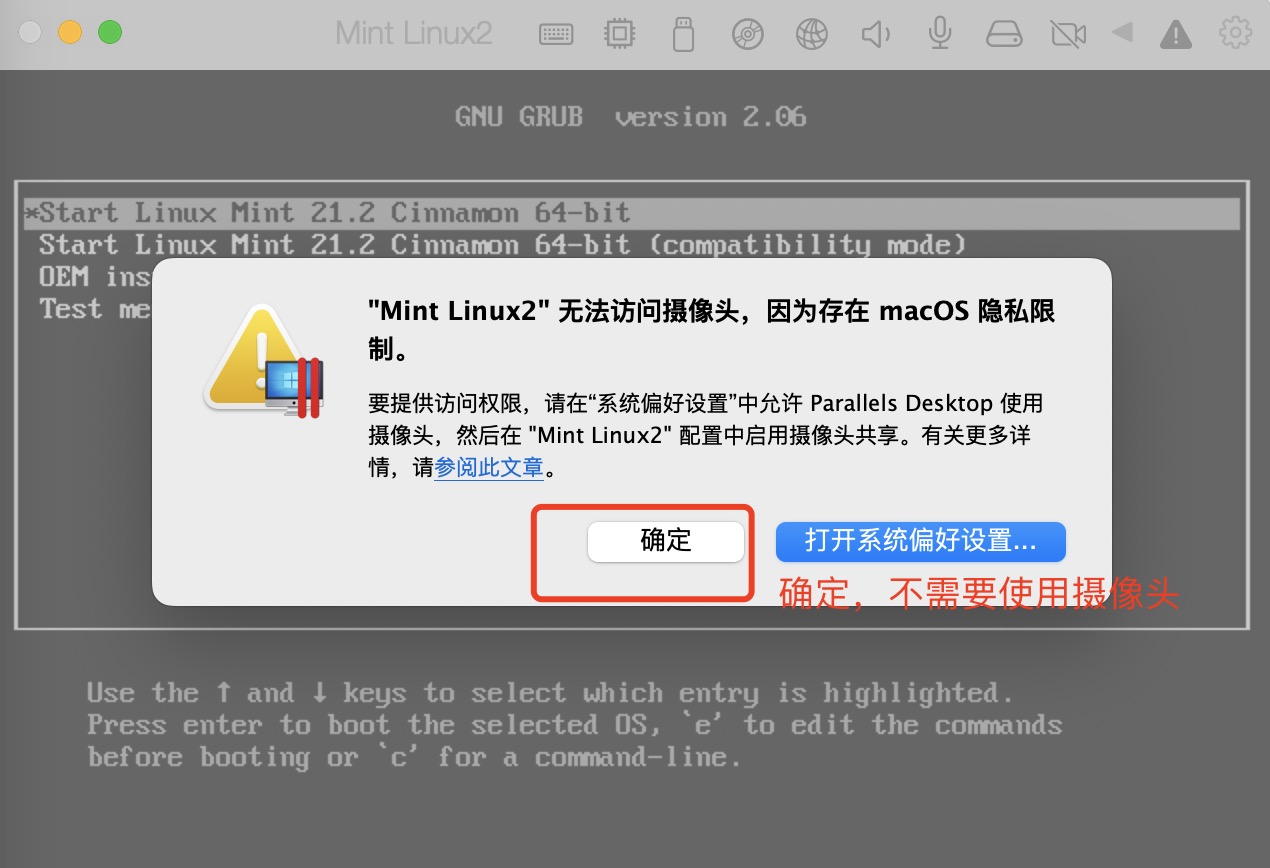 Mint Linux2
GNU GRUB version 2.06
*Start Linux Mint 21.2 Cinnamon 64-bit
Start Linux Mint 21.2 Cinnamon 64-bit (compatibility mode)
OEM ins
Test me
"Mint Linux2" 无法访问摄像头，因为存在 macOS 隐私限
制。
要提供访问权限，请在“系统偏好设置”中允许 Parallels Desktop 使用
摄像头，然后在 "Mint Linux2" 配置中启用摄像头共享。有关更多详
情，请参阅此文章。
确定
打开系统偏好设置...
确定，不需要使用摄像头
Use the ↑ and ↓ keys to select which entry is highlighted.
Press enter to boot the selected OS, `e' to edit the commands
before booting or `c' for a command-line.